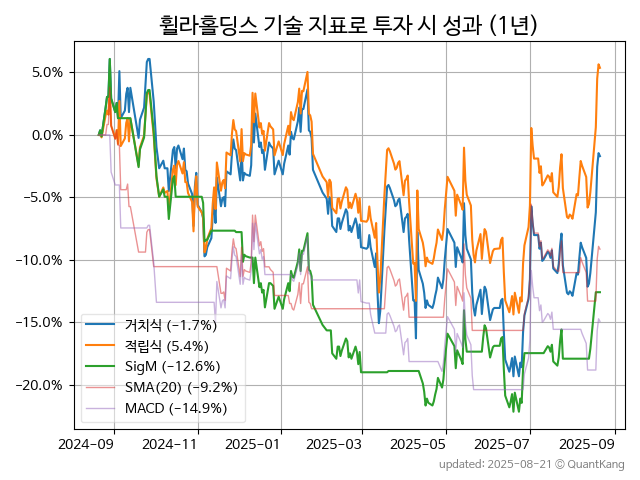 휠라홀딩스 기술 지표로 투자 시 성과 (1년)
5.0%
0.0%
−5.0%
−10.0%
−15.0%
−20.0%
거치식 (−1.7%)
적립식 (5.4%)
SigM (−12.6%)
SMA(20) (−9.2%)
MACD (−14.9%)
2024-09 2024-11 2025-01 2025-03 2025-05 2025-07 2025-09
updated: 2025-08-21 © QuantKang